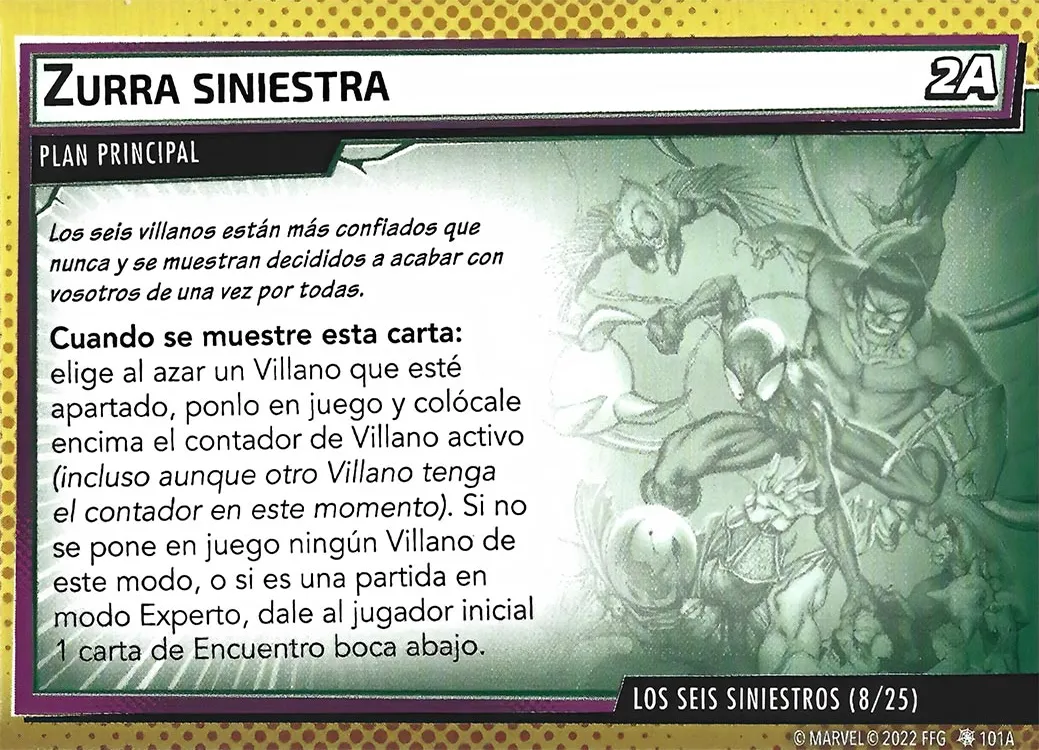 ZURRA SINIESTRA
2A
PLAN PRINCIPAL
Los seis villanos están más confiados que
nunca y se muestran decididos a acabar con
vosotros de una vez por todas.
Cuando se muestre esta carta:
elige al azar un Villano que esté
apartado, ponlo en juego y colócale
encima el contador de Villano activo
(incluso aunque otro Villano tenga
el contador en este momento). Si no
se pone en juego ningún Villano de
este modo, o si es una partida en
modo Experto, dale al jugador inicial
1 carta de Encuentro boca abajo.
LOS SEIS SINIESTROS (8/25)
© MARVEL © 2022 FFG 101A